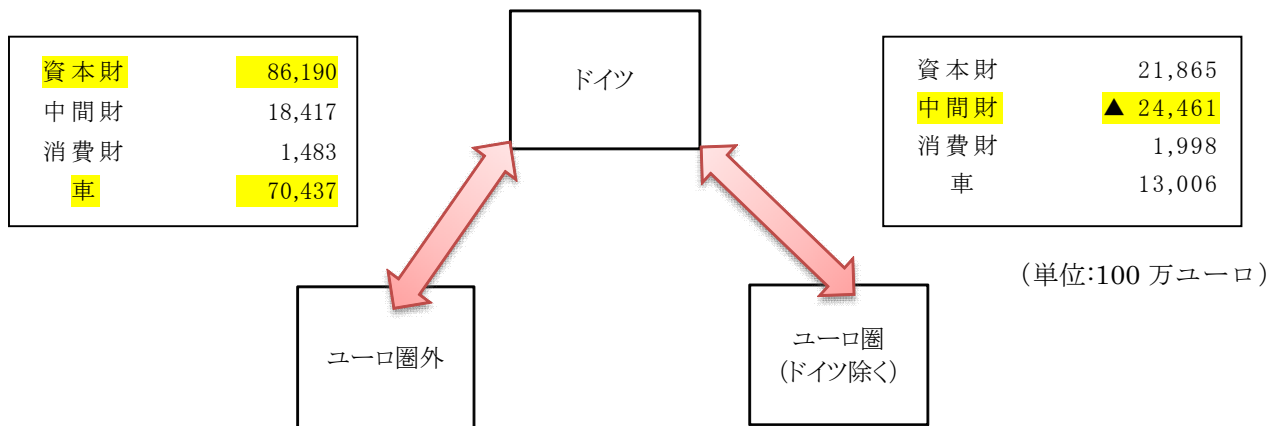 ドイツ
資本財 86,190
中間財 18,417
消費財 1,483
車 70,437
資本財 21,865
中間財 ▲ 24,461
消費財 1,998
車 13,006
(単位:100 万ユーロ)
ユーロ圏外
ユーロ圏
(ドイツ除く)